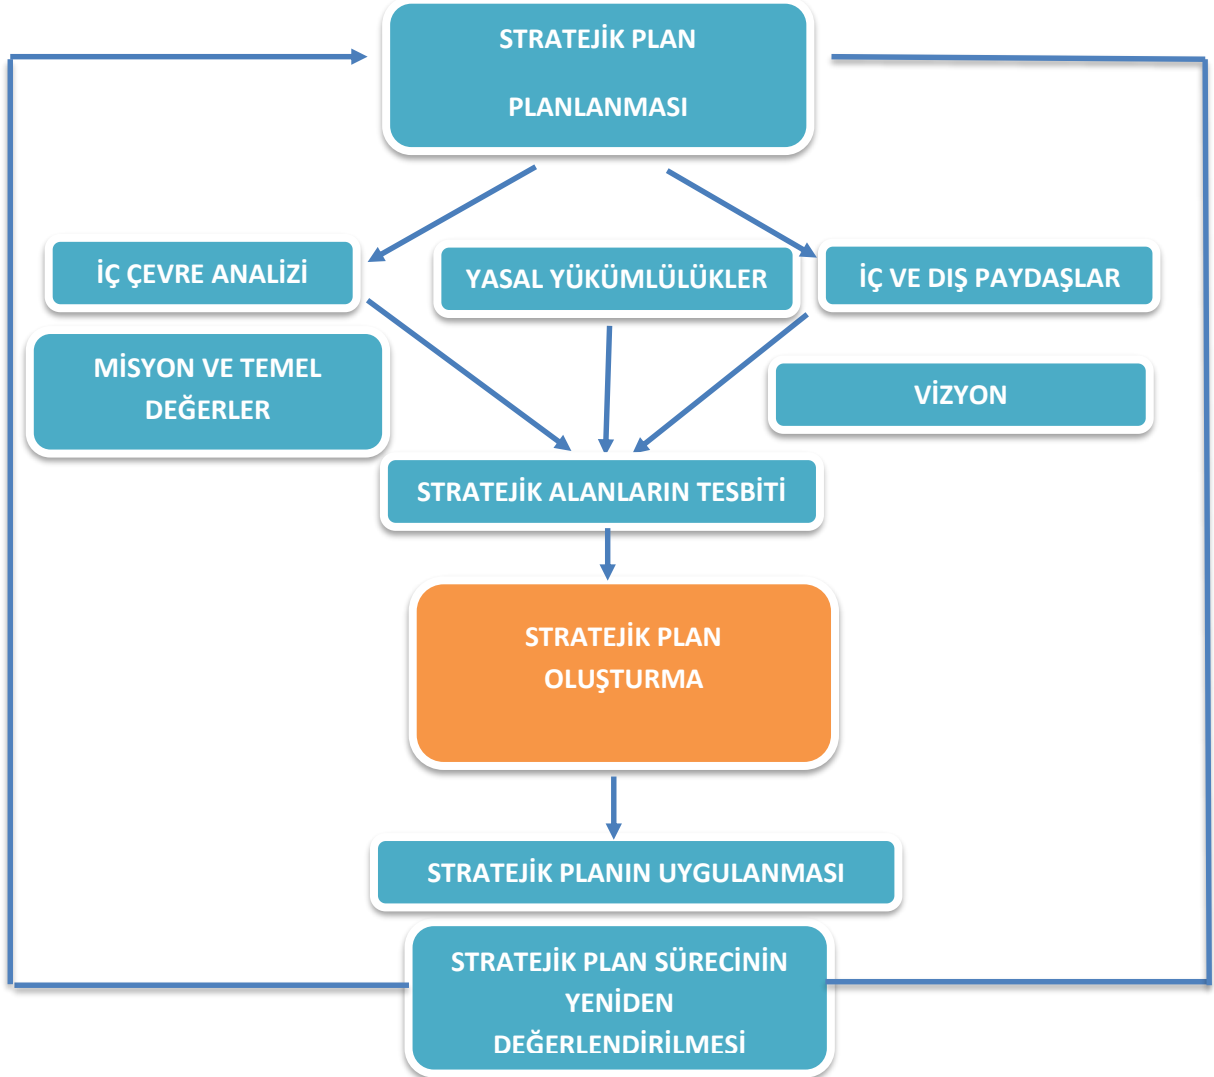 STRATEJİK PLAN
PLANLANMASI
İÇ ÇEVRE ANALİZİ
YASAL YÜKÜMLÜLÜKLER
İÇ VE DIŞ PAYDAŞLAR
MİSYON VE TEMEL
DEĞERLER
VİZYON
STRATEJİK ALANLARIN TESBİTİ
STRATEJİK PLAN
OLUŞTURMA
STRATEJİK PLANIN UYGULANMASI
STRATEJİK PLAN SÜRECİNİN
YENİDEN
DEĞERLENDİRİLMESİ